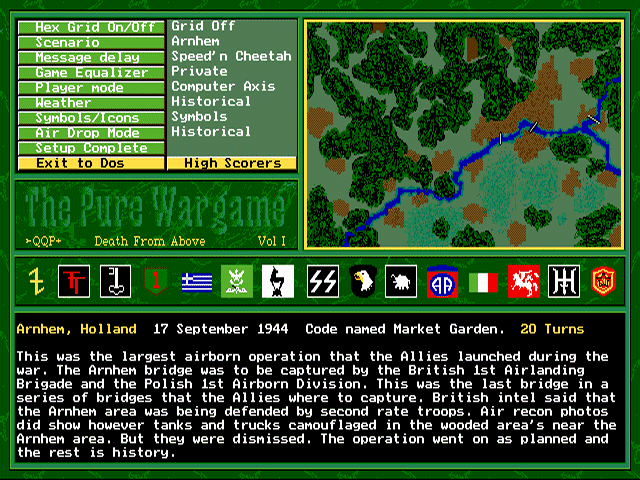 Hex Grid On/Off Grid Off
Scenario Arnhem
Message delay Speed'n Cheetah
Game Equalizer Private
Player mode Computer Axis
Weather Historical
Symbols/Icons Symbols
Air Drop Mode Historical
Setup Complete
Exit to Dos High Scorers
The Pure Wargame
QQP Death From Above Vol I
1
AA
Arnhem, Holland 17 September 1944 Code named Market Garden. 20 Turns
This was the largest airborn operation that the Allies launched during the
war. The Arnhem bridge was to be captured by the British 1st Airlanding
Brigade and the Polish 1st Airborn Division. This was the last bridge in a
series of bridges that the Allies where to capture. British intel said that
the Arnhem area was being defended by second rate troops. Air recon photos
did show however tanks and trucks camouflaged in the wooded area's near the
Arnhem area. But they were dismissed. The operation went on as planned and
the rest is history.